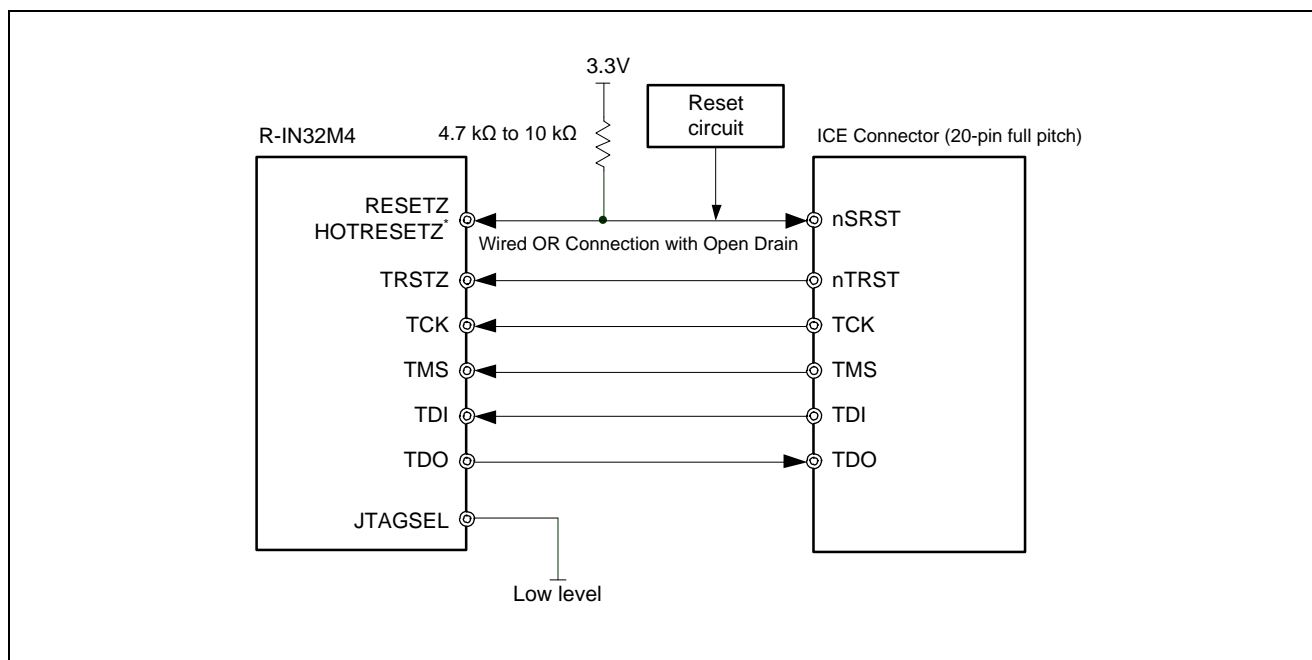 3.3V
Reset
circuit
R-IN32M4
4.7 kΩ to 10 kΩ
ICE Connector (20-pin full pitch)
RESETZ
HOTRESETZ*
nSRST
Wired OR Connection with Open Drain
TRSTZ
nTRST
TCK
TCK
TMS
TMS
TDI
TDI
TDO
TDO
JTAGSEL
Low level